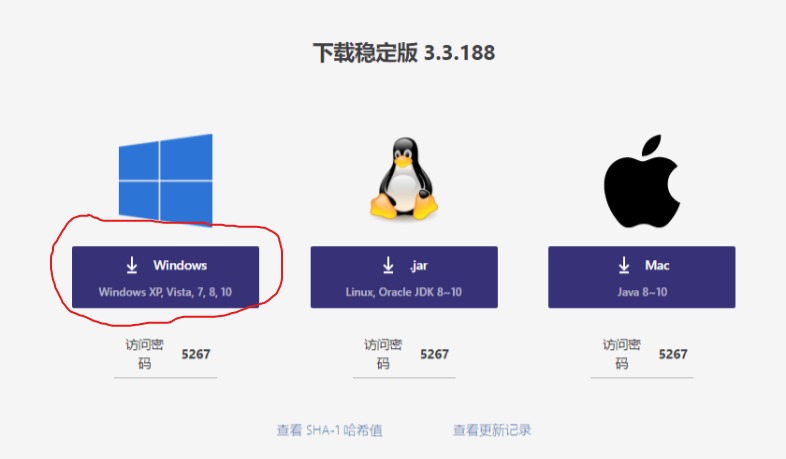 下载稳定版 3.3.188
Windows
Windows XP, Vista, 7, 8, 10
.jar
Linux, Oracle JDK 8~10
Mac
Java 8~10
访问密码 5267
访问密码 5267
访问密码 5267
查看 SHA-1 哈希值
查看更新记录